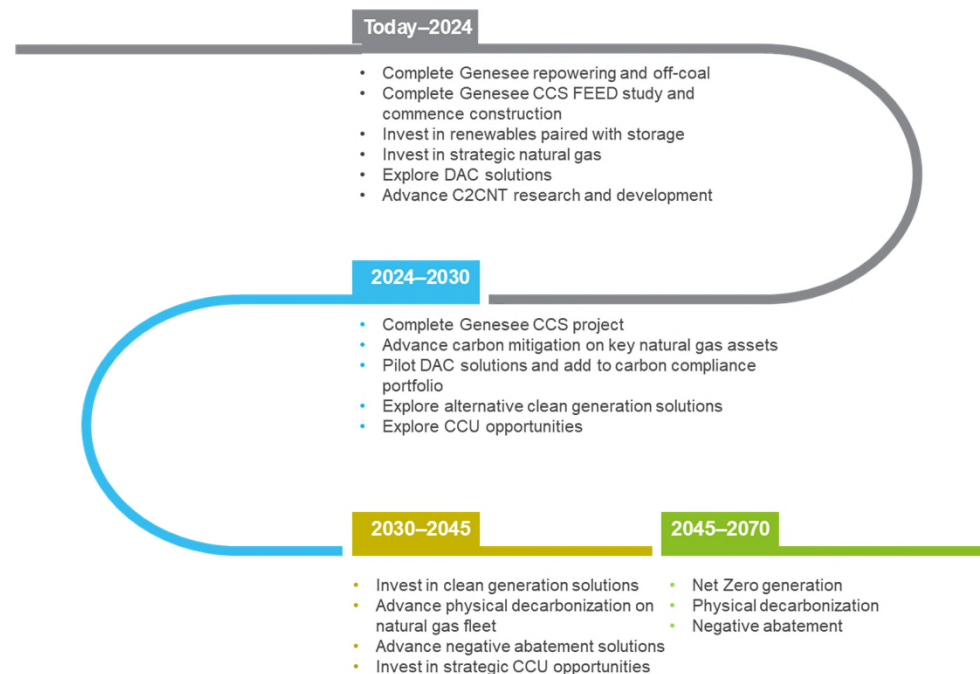 Today–2024
• Complete Genesee repowering and off-coal
• Complete Genesee CCS FEED study and
commence construction
• Invest in renewables paired with storage
• Invest in strategic natural gas
• Explore DAC solutions
• Advance C2CNT research and development
2024–2030
• Complete Genesee CCS project
• Advance carbon mitigation on key natural gas assets
• Pilot DAC solutions and add to carbon compliance
portfolio
• Explore alternative clean generation solutions
• Explore CCU opportunities
2030–2045
• Invest in clean generation solutions
• Advance physical decarbonization on
natural gas fleet
• Advance negative abatement solutions
• Invest in strategic CCU opportunities
2045–2070
• Net Zero generation
• Physical decarbonization
• Negative abatement